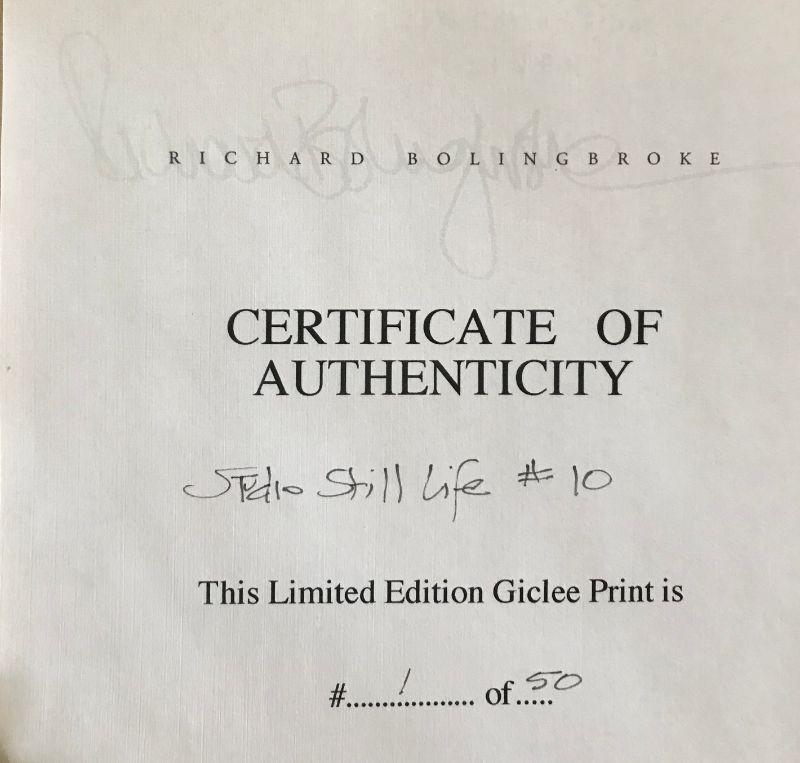 RICHARD BOLINGBROKE
CERTIFICATE OF
AUTHENTICITY
Studio Still Life # 10
This Limited Edition Giclee Print is
#........1.......... of.50....